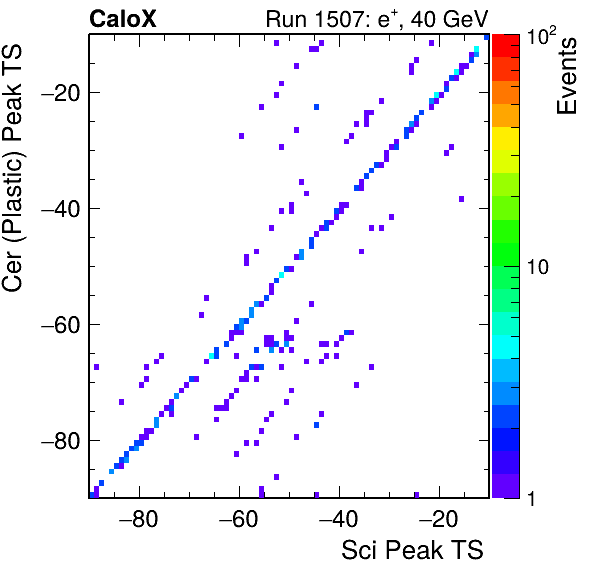 CaloX Run 1507: e⁺, 40 GeV
10²
Events
Cer (Plastic) Peak TS
−20
−40
10
−60
−80
1
−80 −60 −40 −20
Sci Peak TS